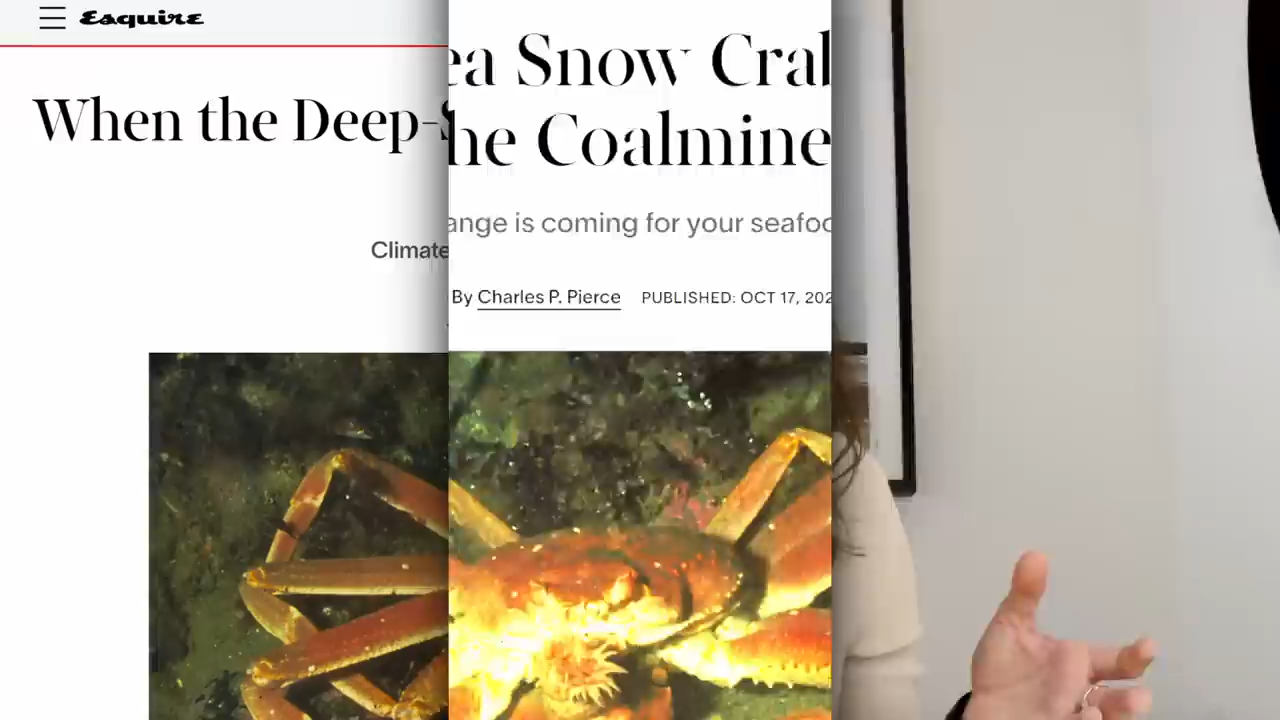 Esquire
When the Deep-
Climate
ea Snow Cra
he Coalmine
ange is coming for your seafoo
By Charles P. Pierce PUBLISHED: OCT 17, 202